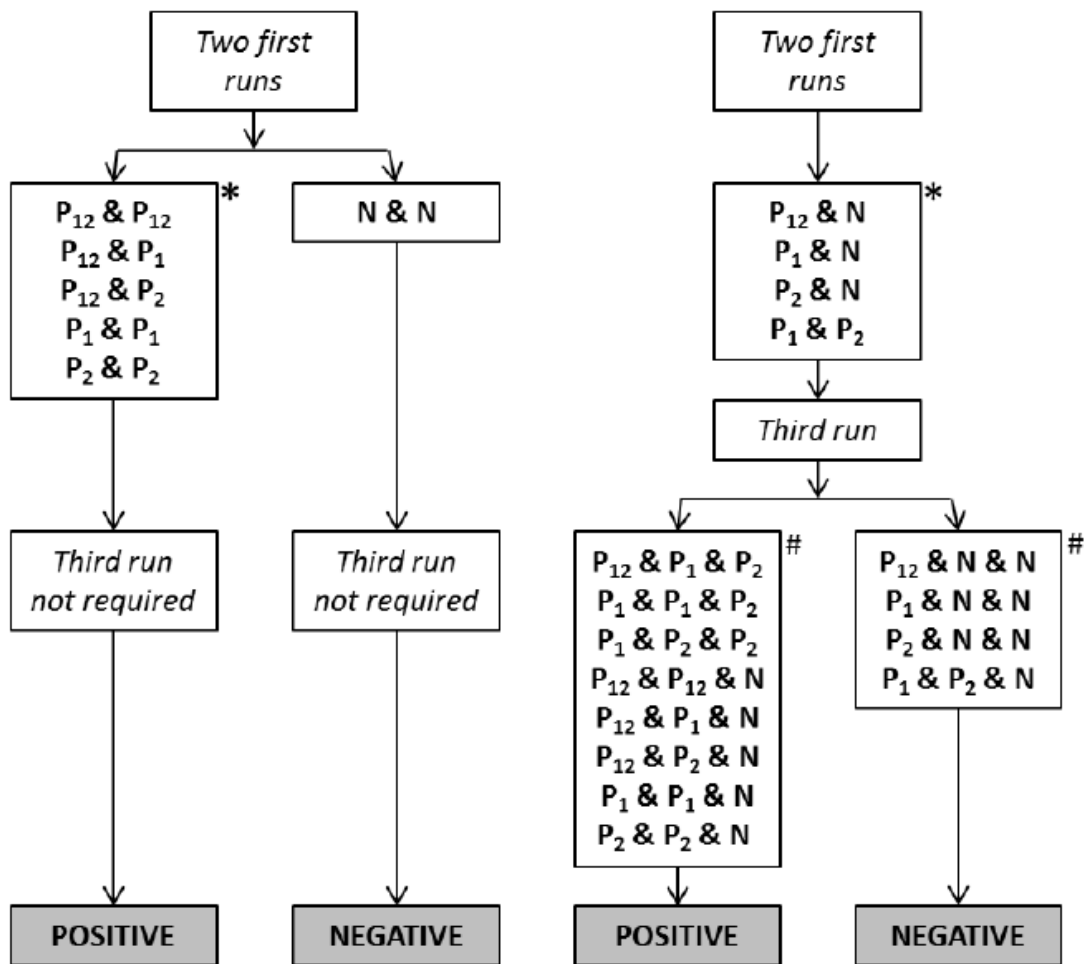 Two first
runs
P₁₂ & P₁₂
P₁₂ & P₁
P₁₂ & P₂
P₁ & P₁
P₂ & P₂
*
N & N
Third run
not required
Third run
not required
POSITIVE
NEGATIVE
Two first
runs
P₁₂ & N
P₁ & N
P₂ & N
P₁ & P₂
*
Third run
P₁₂ & P₁ & P₂
P₁ & P₁ & P₂
P₁ & P₂ & P₂
P₁₂ & P₁₂ & N
P₁₂ & P₁ & N
P₁₂ & P₂ & N
P₁ & P₁ & N
P₂ & P₂ & N
#
P₁₂ & N & N
P₁ & N & N
P₂ & N & N
P₁ & P₂ & N
#
POSITIVE
NEGATIVE